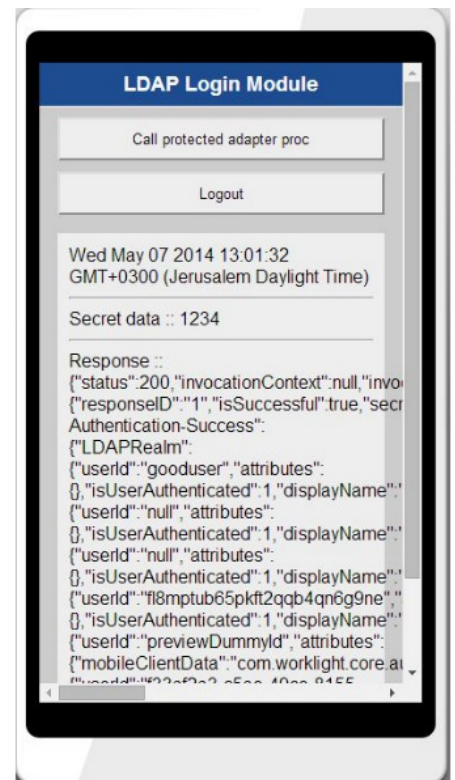 LDAP Login Module
Call protected adapter proc
Logout
Wed May 07 2014 13:01:32
GMT+0300 (Jerusalem Daylight Time)
Secret data :: 1234
Response ::
{"status":200,"invocationContext":null,"invo
{"responseID":"1","isSuccessful":true,"secr
Authentication-Success":
{"LDAPRealm":
{"userId":"gooduser","attributes":
{},"isUserAuthenticated":1,"displayName":"
{"userId":"null","attributes":
{},"isUserAuthenticated":1,"displayName":"
{"userId":"null","attributes":
{},"isUserAuthenticated":1,"displayName":"
{"userId":"fl8mptub65pkft2qqb4qn6g9ne","
{},"isUserAuthenticated":1,"displayName":"
{"userId":"previewDummyId","attributes":
{"mobileClientData":"com.worklight.core.au